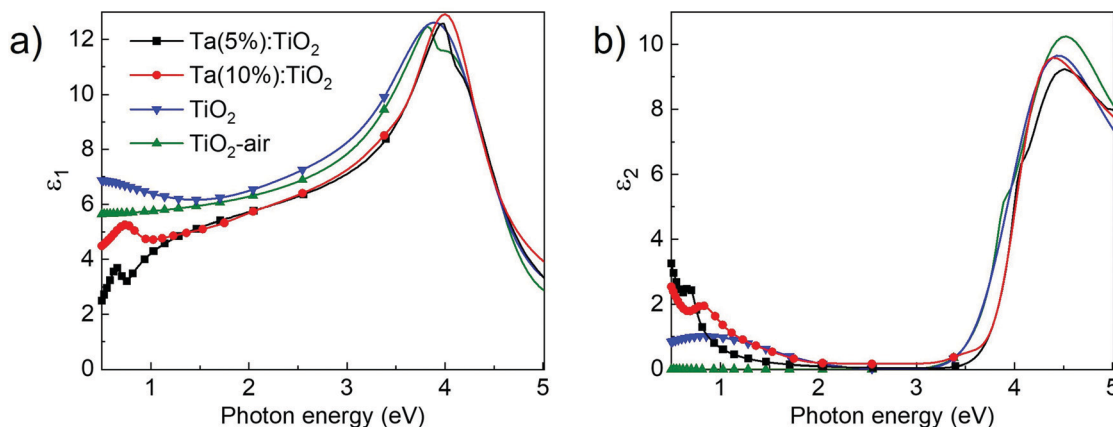 a)
12
10
8
6
4
2
0
ε₁
Ta(5%):TiO₂
Ta(10%):TiO₂
TiO₂
TiO₂-air
1 2 3 4 5
Photon energy (eV)
b)
10
8
6
4
2
0
ε₂
1 2 3 4 5
Photon energy (eV)